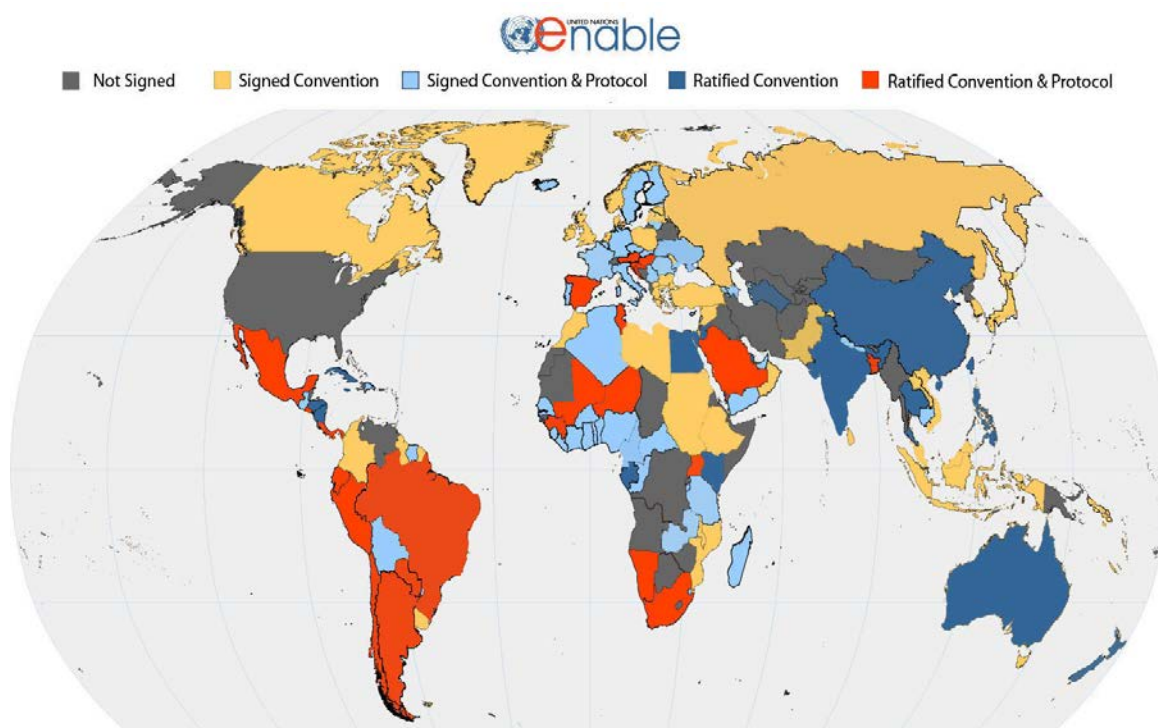 UNITED NATIONS
enable
Not Signed Signed Convention Signed Convention & Protocol Ratified Convention Ratified Convention & Protocol